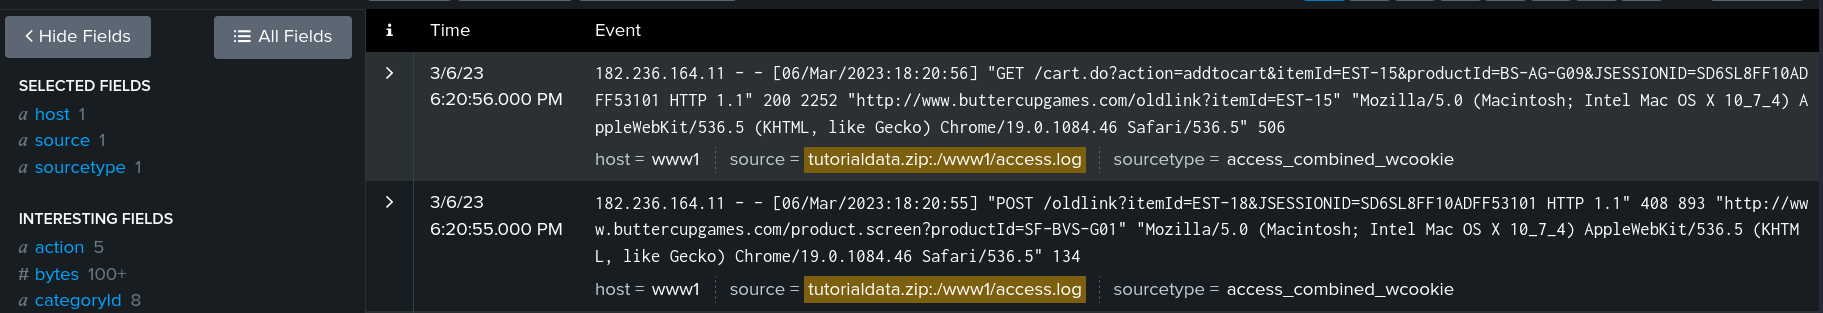 Hide Fields
All Fields
SELECTED FIELDS
a host 1
a source 1
a sourcetype 1
INTERESTING FIELDS
a action 5
# bytes 100+
a categoryId 8
i Time Event
3/6/23
6:20:56.000 PM
182.236.164.11 - - [06/Mar/2023:18:20:56] "GET /cart.do?action=addtocart&itemId=EST-15&productId=BS-AG-G09&JSESSIONID=SD6SL8FF10AD
FF53101 HTTP 1.1" 200 2252 "http://www.buttercupgames.com/oldlink?itemId=EST-15" "Mozilla/5.0 (Macintosh; Intel Mac OS X 10_7_4) A
ppleWebKit/536.5 (KHTML, like Gecko) Chrome/19.0.1084.46 Safari/536.5" 506
host = www1 source = tutorialdata.zip:./www1/access.log sourcetype = access_combined_wcookie
3/6/23
6:20:55.000 PM
182.236.164.11 - - [06/Mar/2023:18:20:55] "POST /oldlink?itemId=EST-18&JSESSIONID=SD6SL8FF10ADFF53101 HTTP 1.1" 408 893 "http://ww
w.buttercupgames.com/product.screen?productId=SF-BVS-G01" "Mozilla/5.0 (Macintosh; Intel Mac OS X 10_7_4) AppleWebKit/536.5 (KHTM
L, like Gecko) Chrome/19.0.1084.46 Safari/536.5" 134
host = www1 source = tutorialdata.zip:./www1/access.log sourcetype = access_combined_wcookie